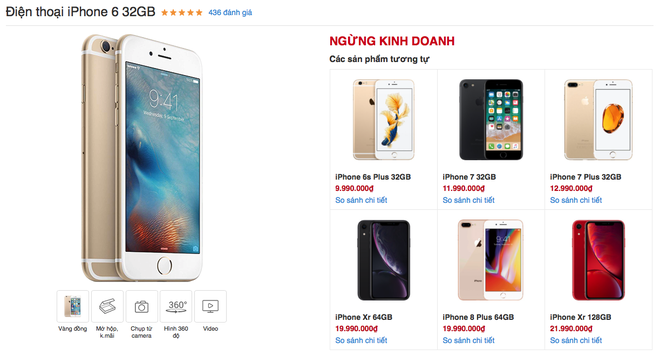 Điện thoại iPhone 6 32GB
436 đánh giá
NGỪNG KINH DOANH
Các sản phẩm tương tự
9:41
iPhone 6s Plus 32GB
9.990.000₫
So sánh chi tiết
iPhone 7 32GB
11.990.000₫
So sánh chi tiết
iPhone 7 Plus 32GB
12.990.000₫
So sánh chi tiết
iPhone Xr 64GB
19.990.000₫
So sánh chi tiết
iPhone 8 Plus 64GB
19.990.000₫
So sánh chi tiết
iPhone Xr 128GB
21.990.000₫
So sánh chi tiết
Vàng đồng
Mở hộp,
k.mãi
Chụp từ
camera
360°
Hình 360
độ
Video